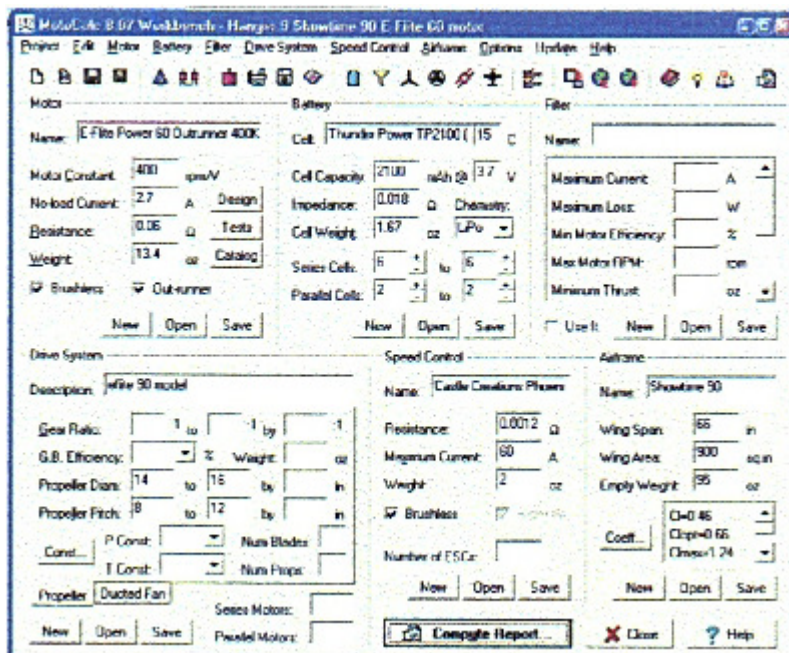 MotoCalc 8.07 Workbench - Hangar 9 Showtime 90 E Flite 60 motor
Project Edit Motor Battery Filter Drive System Speed Control Airframe Options Update Help
Motor
Name: E-Flite Power 60 Outrunner 400K
Motor Constant: 400 rpm/V
No-load Current: 2.7 A Design
Resistance: 0.06 Ω Tests
Weight: 13.4 oz Catalog
Brushless Out-runner
New Open Save
Battery
Cell: Thunder Power TP2100 ( 15 C
Cell Capacity: 2100 mAh @ 3.7 V
Impedance: 0.018 Ω Chemistry:
Cell Weight: 1.67 oz LiPo
Series Cells: 6 to 6
Parallel Cells: 2 to 2
New Open Save
Filter
Name:
Maximum Current: A
Maximum Loss: W
Min Motor Efficiency: %
Max Motor RPM: rpm
Minimum Thrust: oz
Use It New Open Save
Drive System
Description: eflite 90 model
Gear Ratio: :1 to :1 by :1
G.B. Efficiency: % Weight: oz
Propeller Diam: 14 to 16 by in
Propeller Pitch: 8 to 12 by in
Const... P Const: Num Blades:
T Const: Num Props:
Propeller Ducted Fan
Series Motors:
New Open Save Parallel Motors:
Speed Control
Name: Castle Creations Phoeni
Resistance: 0.0012 Ω
Maximum Current: 60 A
Weight: 2 oz
Brushless
Number of ESCs:
New Open Save
Airframe
Name: Showtime 90
Wing Span: 66 in
Wing Area: 900 sq.in
Empty Weight: 95 oz
Coeff... Cl=0.46
Clopt=0.66
Clmax=1.24
New Open Save
Compute Report... Close Help